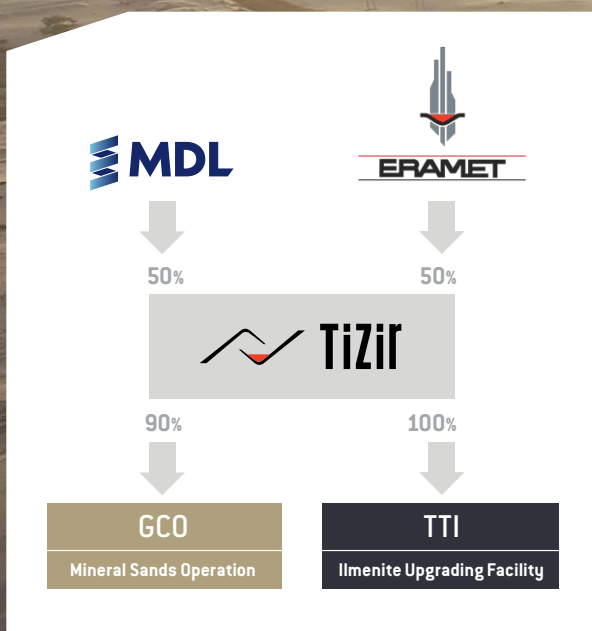 MDL
ERAMET
50%
50%
TiZir
90%
100%
GCO
TTI
Mineral Sands Operation
Ilmenite Upgrading Facility